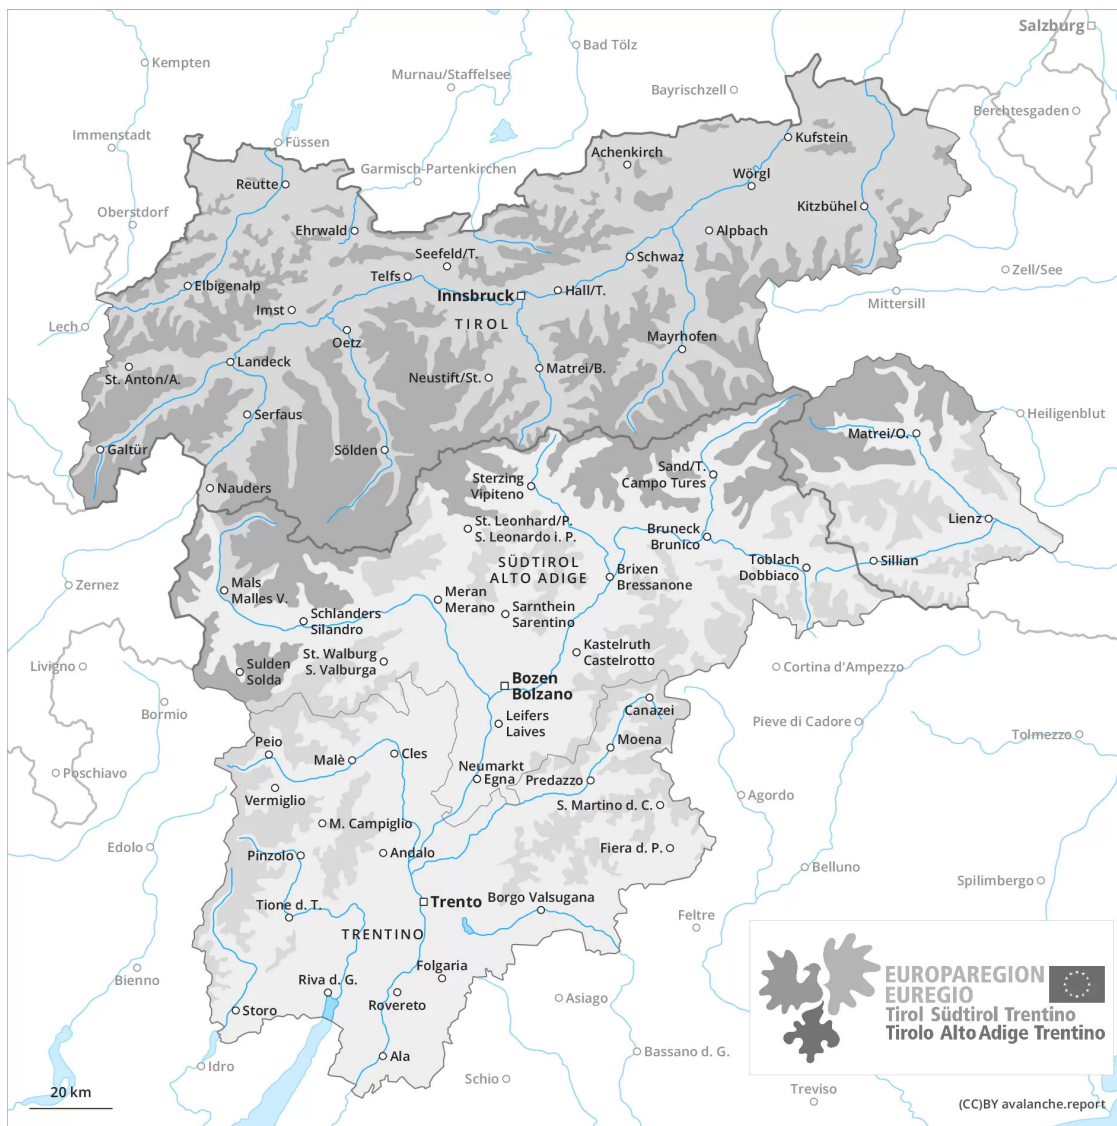 Salzburg
Bad Tölz
Kempten
Murnau/Staffelsee
Bayrischzell
Berchtesgaden
Immenstadt
Füssen
Kufstein
Achenkirch
Garmisch-Partenkirchen
Wörgl
Reutte
Oberstdorf
Kitzbühel
Ehrwald
Alpbach
Seefeld/T.
Schwaz
Telfs
Zell/See
Elbigenalp
Hall/T.
Innsbruck
Mittersill
Imst
TIROL
Lech
Oetz
Mayrhofen
Landeck
Matrei/B.
St. Anton/A.
Neustift/St.
Serfaus
Heiligenblut
Matrei/O.
Galtür
Sölden
Sterzing
Vipiteno
Sand/T.
Campo Tures
Nauders
St. Leonhard/P.
S. Leonardo i. P.
Lienz
Bruneck
Brunico
SÜDTIROL
ALTO ADIGE
Toblach
Dobbiaco
Sillian
Brixen
Bressanone
Zernez
Mals
Malles V.
Meran
Merano
Schlanders
Silandro
Sarnthein
Sarentino
Kastelruth
Castelrotto
St. Walburg
S. Valburga
Livigno
Sulden
Solda
Cortina d'Ampezzo
Bozen
Bolzano
Bormio
Canazei
Leifers
Laives
Pieve di Cadore
Tolmezzo
Peio
Moena
Malè
Cles
Poschiavo
Neumarkt
Egna
Predazzo
Vermiglio
Agordo
S. Martino d. C.
M. Campiglio
Edolo
Pinzolo
Andalo
Fiera d. P.
Belluno
Spilimbergo
Trento
Borgo Valsugana
Tione d. T.
Feltre
TRENTINO
Bienno
Folgaria
Riva d. G.
Rovereto
Asiago
Storo
EUROPAREGION
EUREGIO
Tirol Südtirol Trentino
Tirolo Alto Adige Trentino
Ala
Bassano d. G.
Idro
Schio
Treviso
20 km
(CC)BY avalanche.report